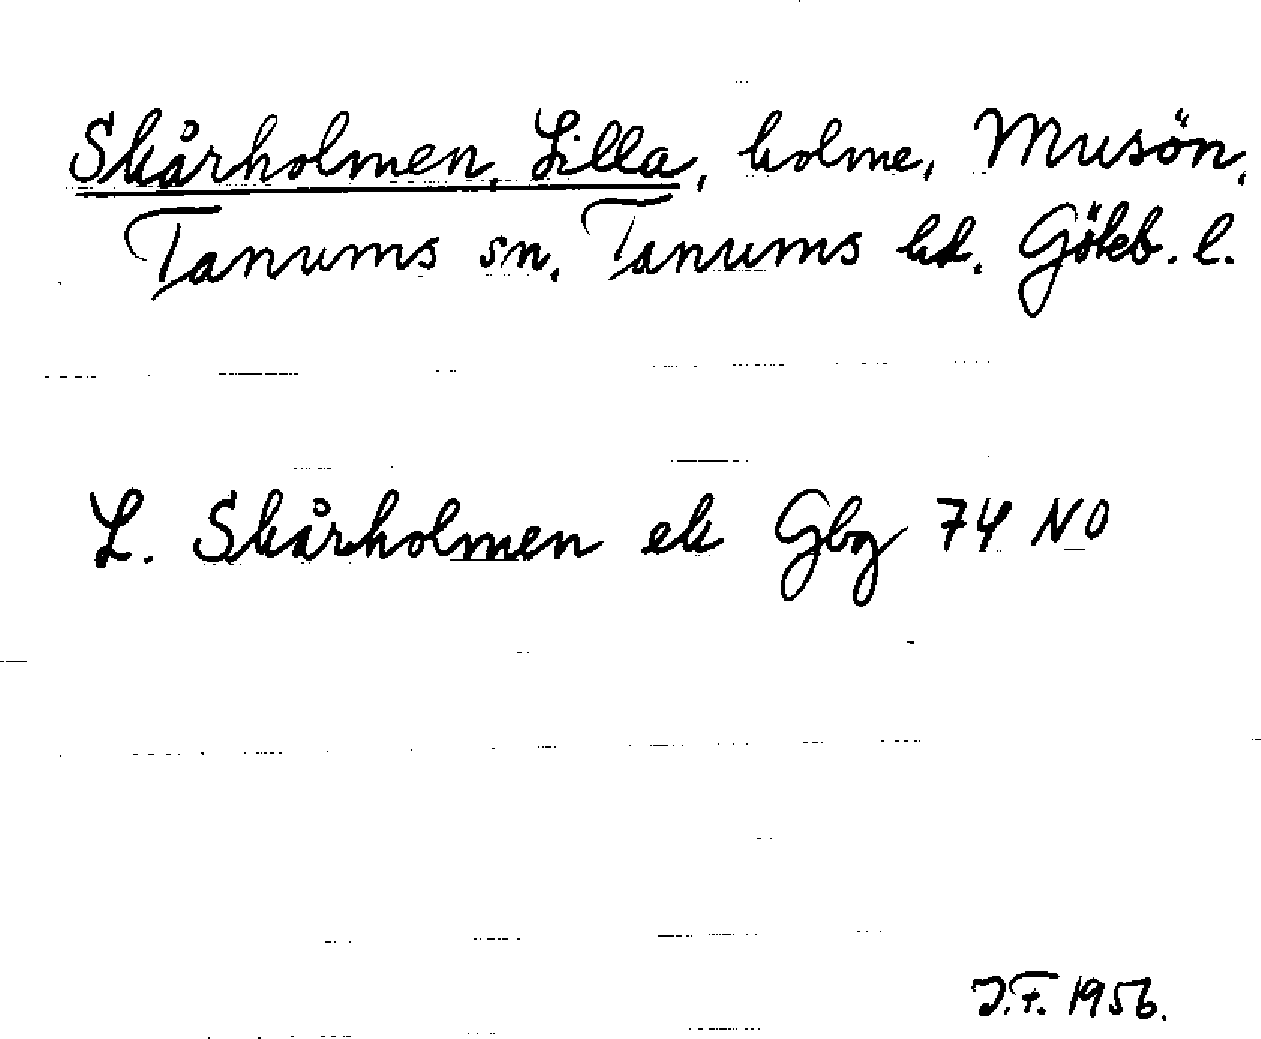 Skårholmen, Lilla, holme, Musön,
Tanums sn, Tanums hd. Göteb. l.
L. Skårholmen ek Gbg 74 NO
J.F. 1956.